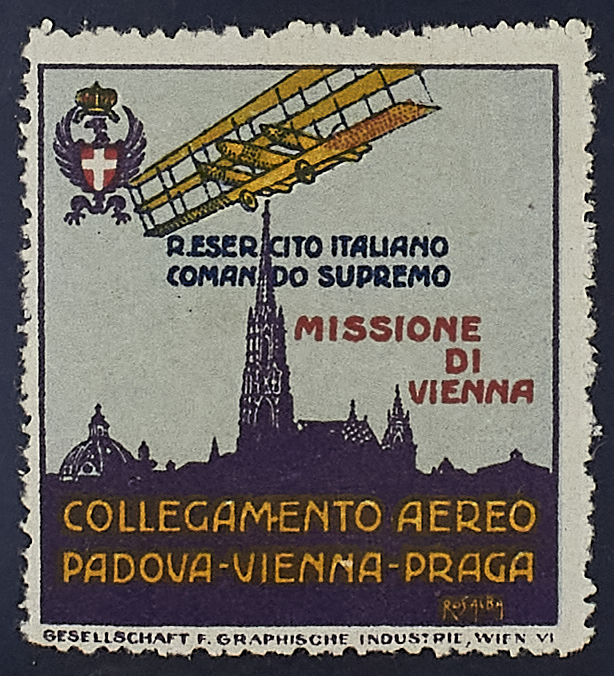 R.ESERCITO ITALIANO
COMANDO SUPREMO
MISSIONE
DI
VIENNA
COLLEGAMENTO AEREO
PADOVA-VIENNA-PRAGA
ROSALBA
GESELLSCHAFT F. GRAPHISCHE INDUSTRIE, WIEN VI